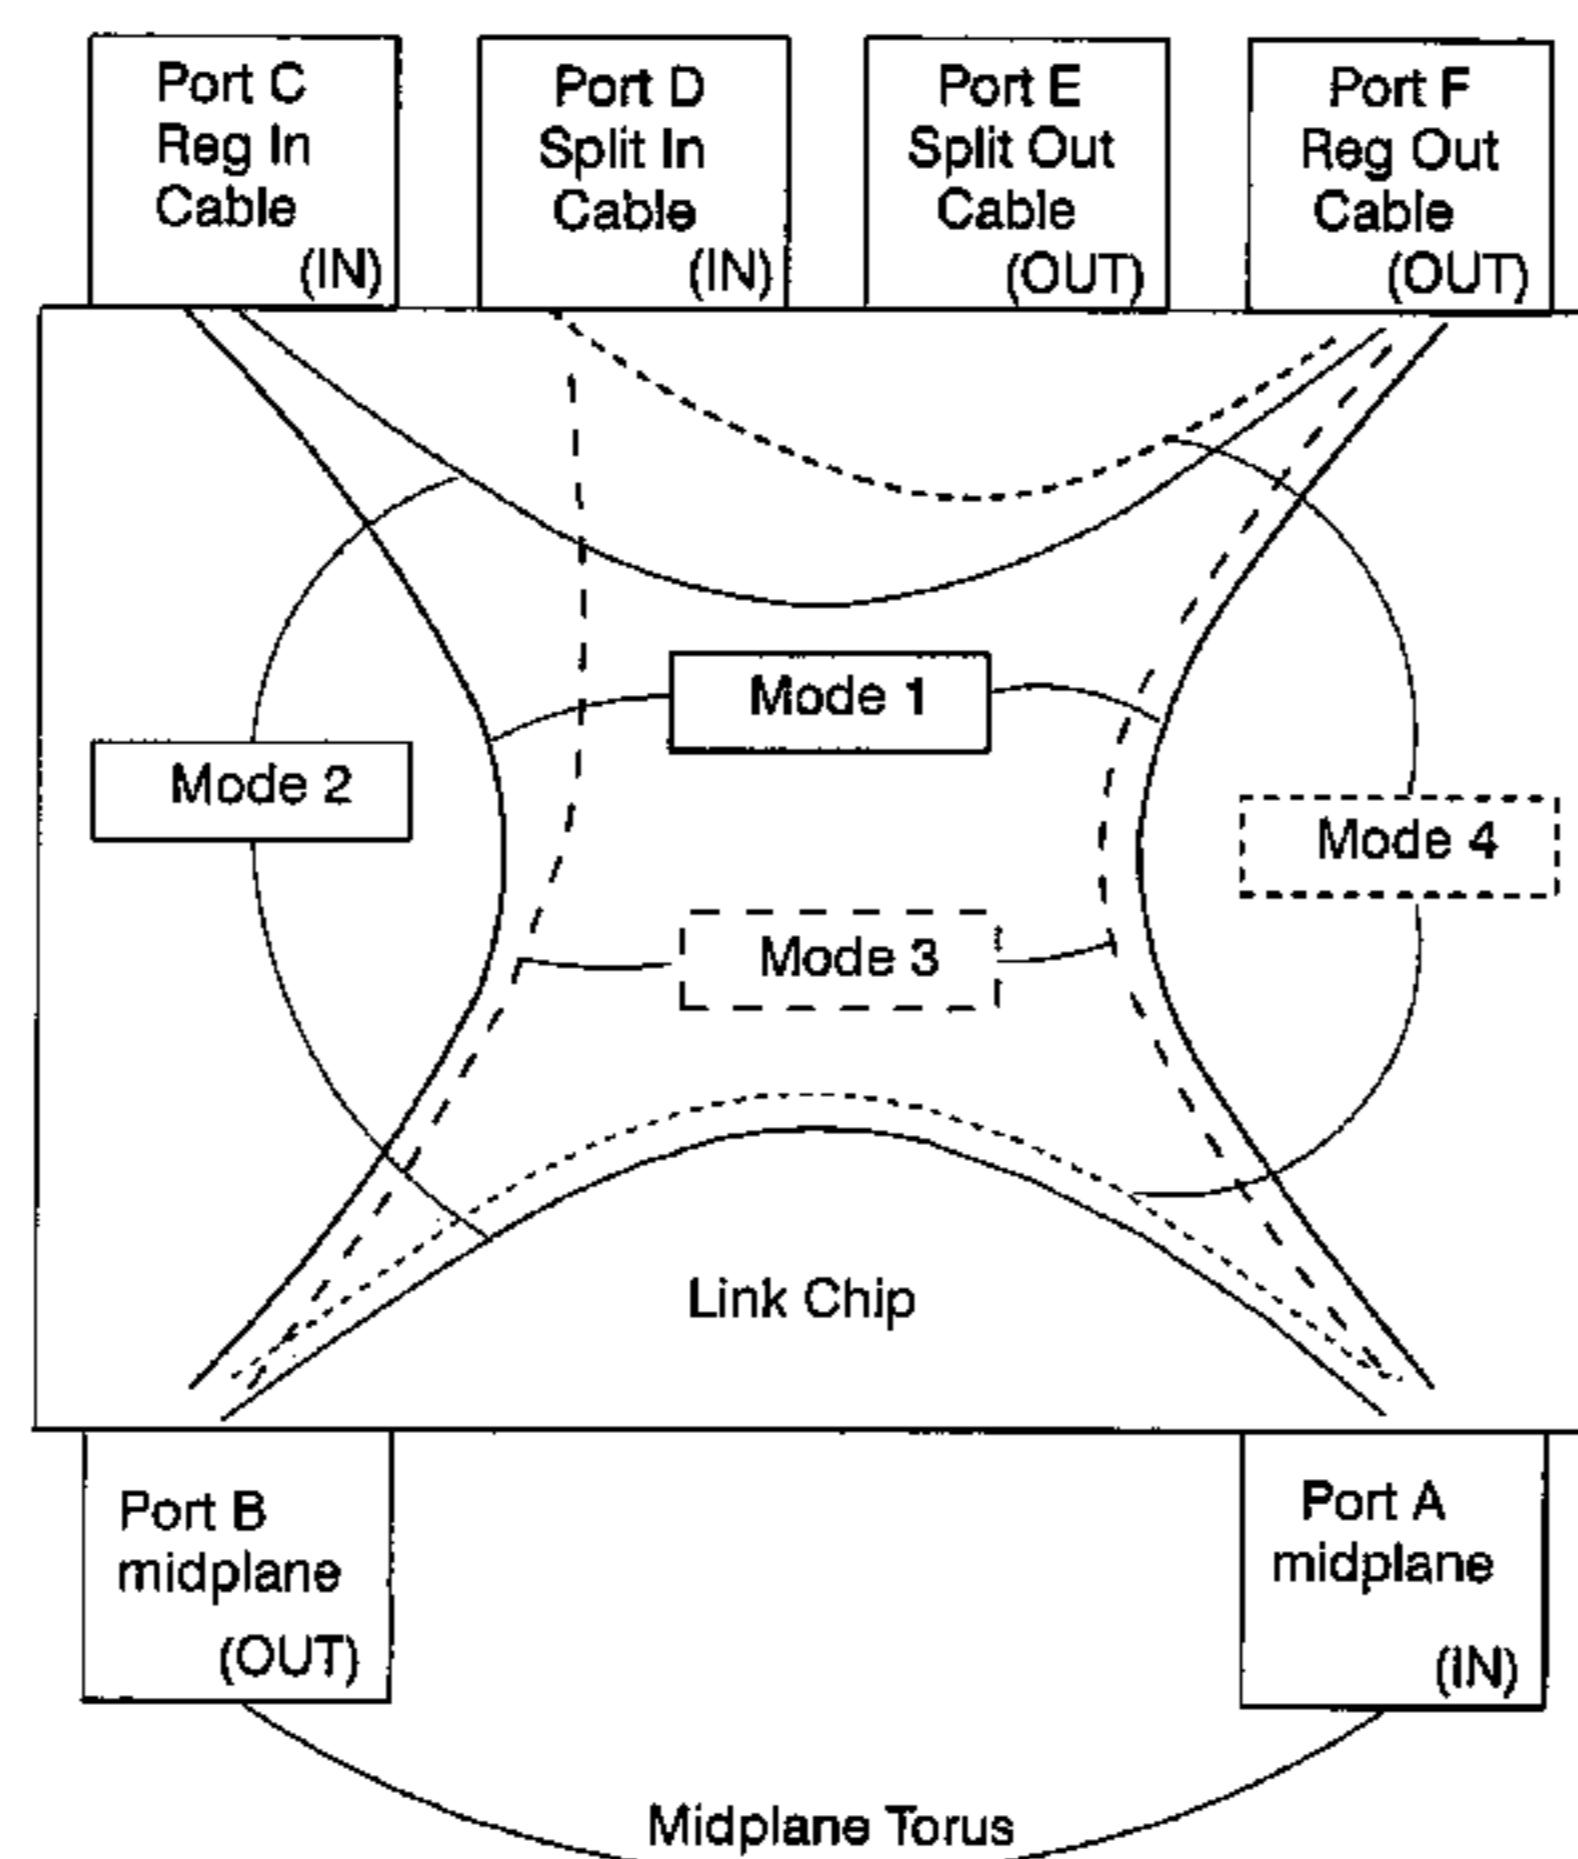 Port C
Reg In
Cable
(IN)
Port D
Split In
Cable
(IN)
Port E
Split Out
Cable
(OUT)
Port F
Reg Out
Cable
(OUT)
Mode 1
Mode 2
Mode 4
Mode 3
Link Chip
Port B
midplane
(OUT)
Port A
midplane
(IN)
Midplane Torus